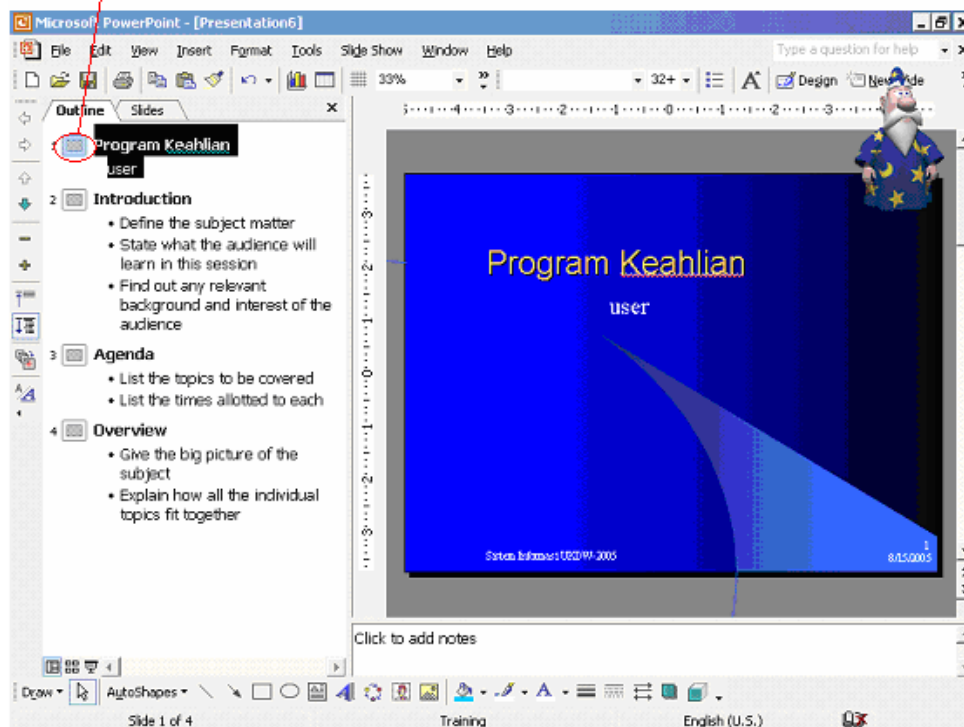 Microsoft PowerPoint - [Presentation6]
File Edit View Insert Format Tools Slide Show Window Help
Type a question for help
33%
32+
Design
Outline Slides
1 Program Keahlian
user
2 Introduction
• Define the subject matter
• State what the audience will
learn in this session
• Find out any relevant
background and interest of the
audience
3 Agenda
• List the topics to be covered
• List the times allotted to each
4 Overview
• Give the big picture of the
subject
• Explain how all the individual
topics fit together
Program Keahlian
user
Sistem Informasi UKDW-2005
1
8/15/2005
Click to add notes
Draw AutoShapes
Slide 1 of 4
Training
English (U.S.)